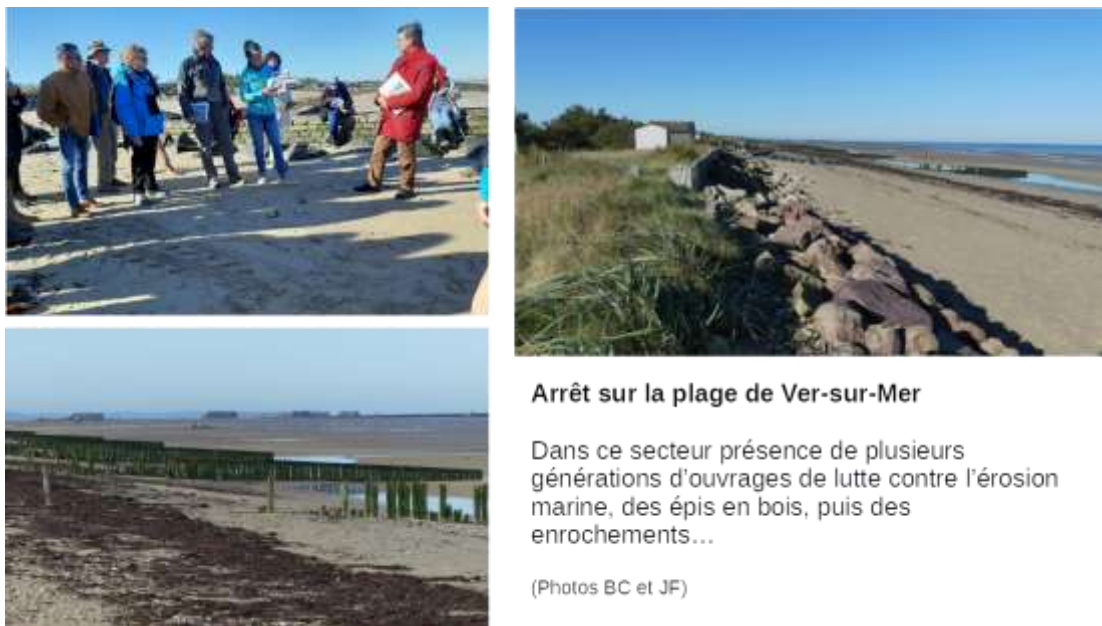 Arrêt sur la plage de Ver-sur-Mer
Dans ce secteur présence de plusieurs
générations d’ouvrages de lutte contre l’érosion
marine, des épis en bois, puis des
enrochements…
(Photos BC et JF)